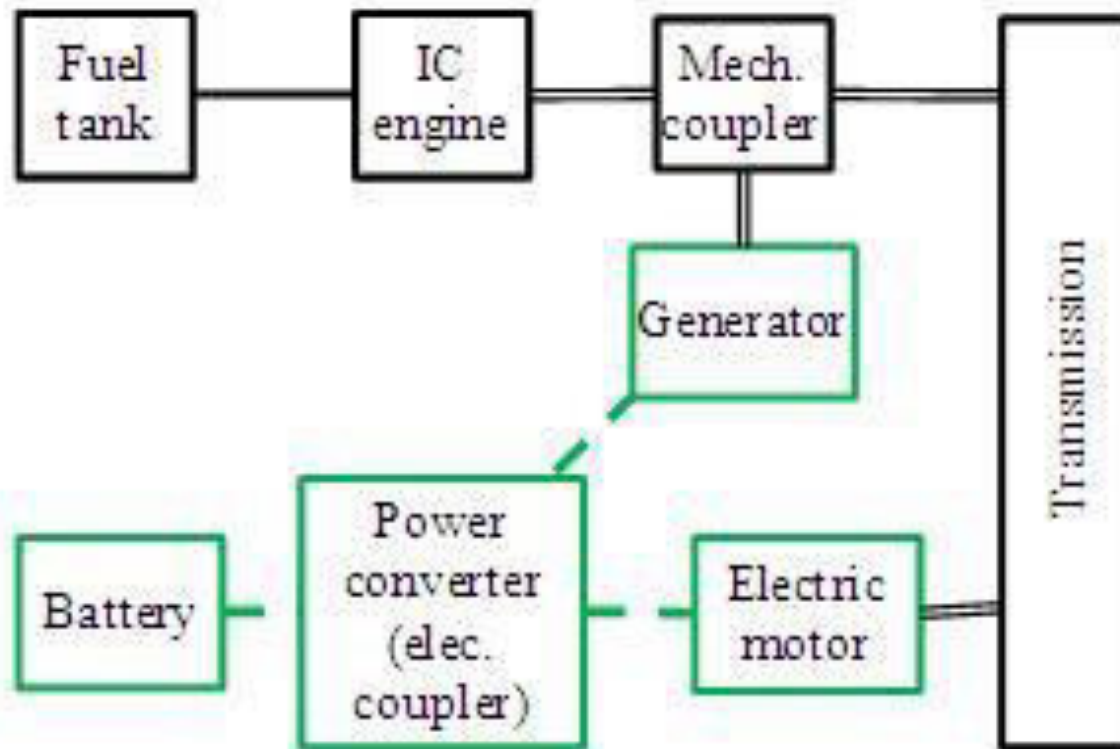 Fuel
tank
IC
engine
Mech.
coupler
Generator
Transmission
Battery
Power
converter
(elec.
coupler)
Electric
motor